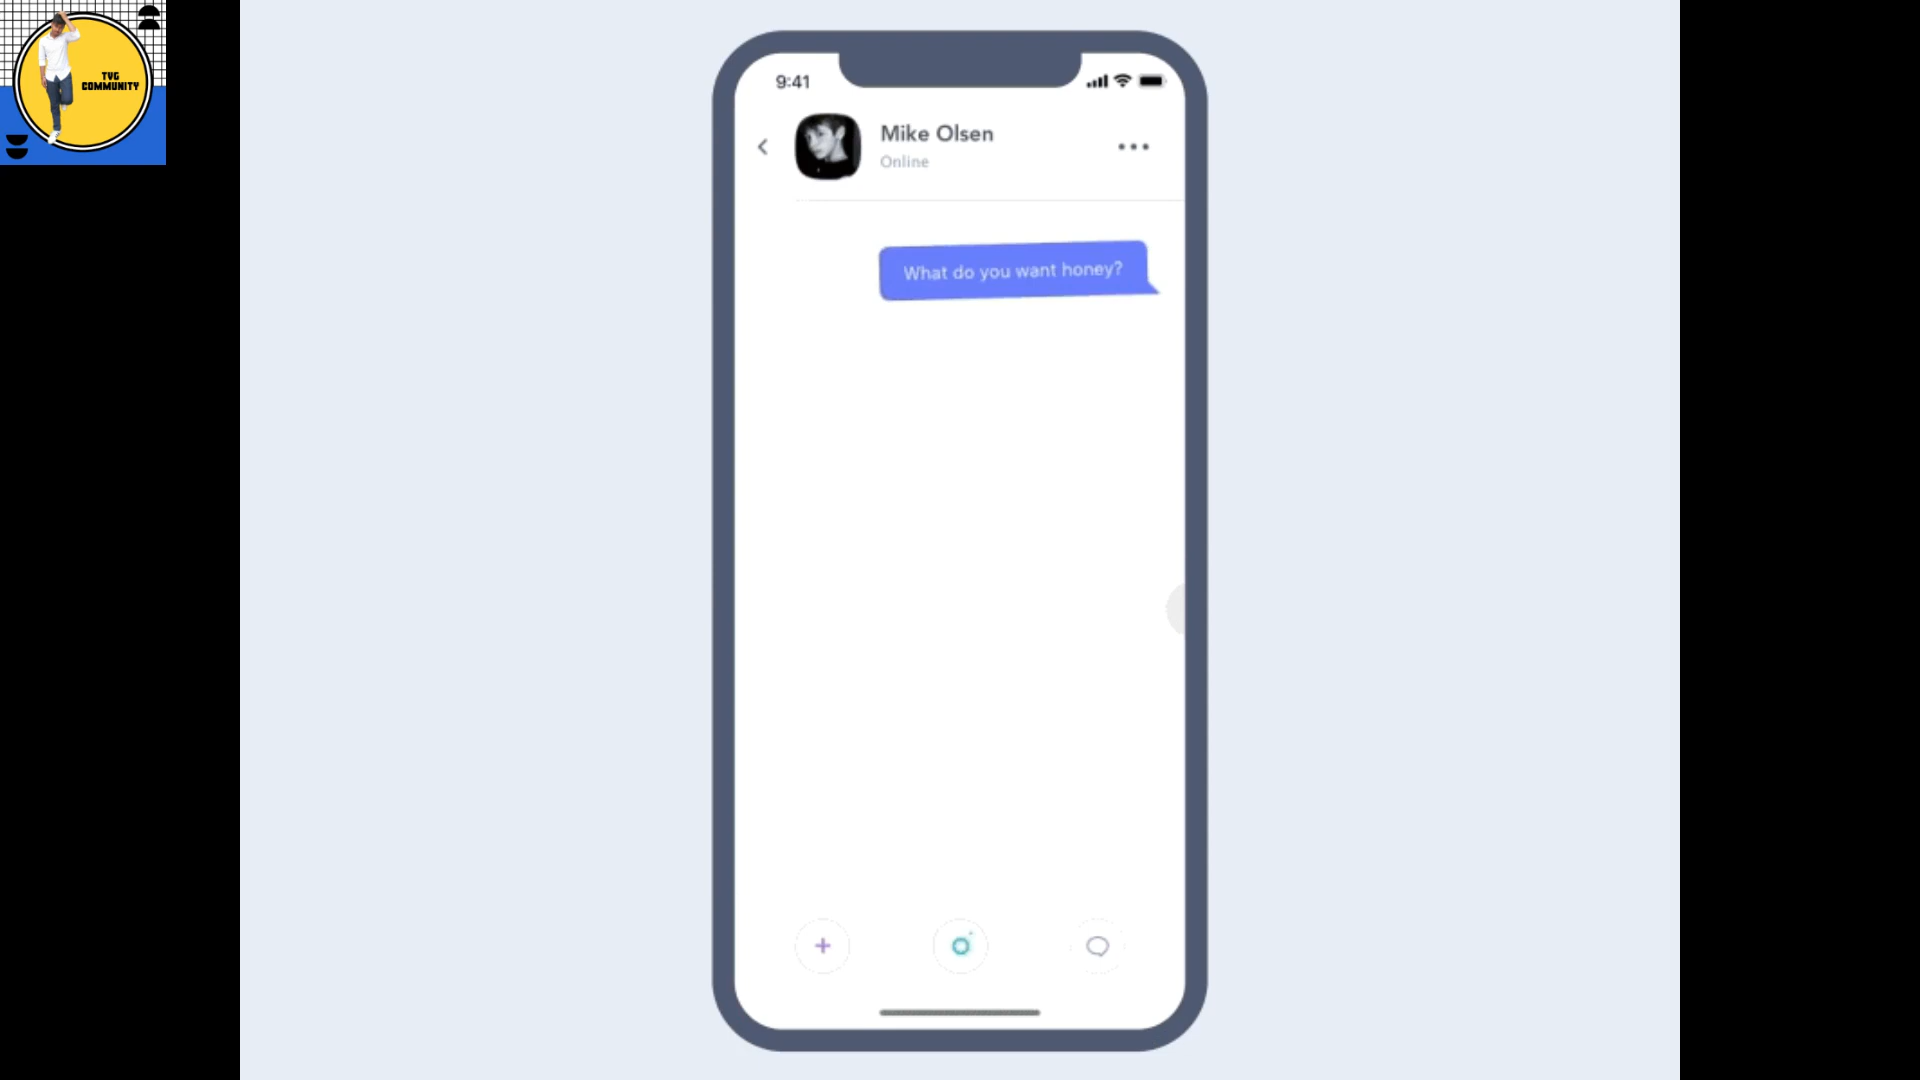 TVG
COMMUNITY
9:41
Mike Olsen
Online
What do you want honey?